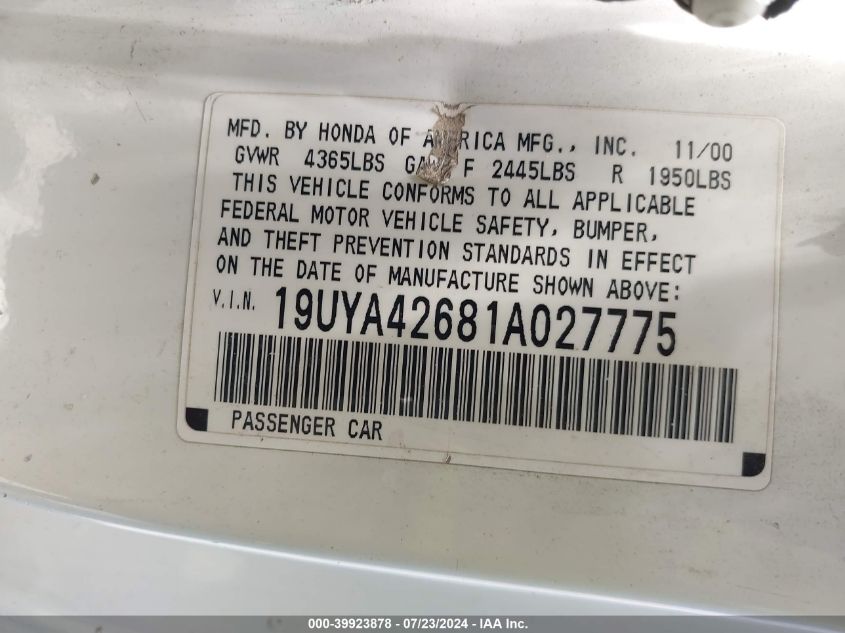 MFD. BY HONDA OF AMERICA MFG., INC. 11/00
GVWR 4365LBS GAWR F 2445LBS R 1950LBS
THIS VEHICLE CONFORMS TO ALL APPLICABLE
FEDERAL MOTOR VEHICLE SAFETY, BUMPER,
AND THEFT PREVENTION STANDARDS IN EFFECT
ON THE DATE OF MANUFACTURE SHOWN ABOVE:
V.I.N. 19UYA42681A027775
PASSENGER CAR
000-39923878 - 07/23/2024 - IAA Inc.